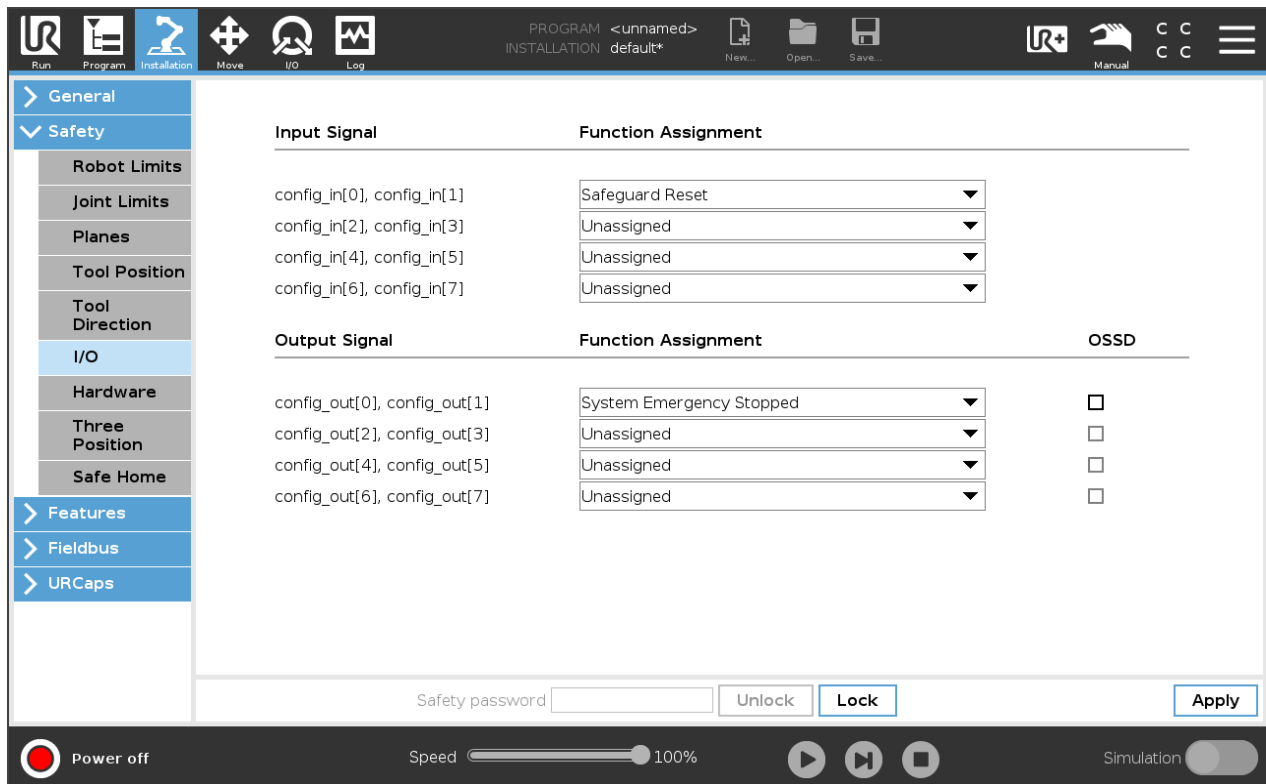 PROGRAM <unnamed>
INSTALLATION default*
UR
UR+
C C
C C
Run Program Installation Move I/O Log New... Open... Save... Manual
General
Safety
Robot Limits
Joint Limits
Planes
Tool Position
Tool
Direction
I/O
Hardware
Three
Position
Safe Home
Features
Fieldbus
URCaps
Input Signal Function Assignment
config_in[0], config_in[1] Safeguard Reset
config_in[2], config_in[3] Unassigned
config_in[4], config_in[5] Unassigned
config_in[6], config_in[7] Unassigned
Output Signal Function Assignment OSSD
config_out[0], config_out[1] System Emergency Stopped
config_out[2], config_out[3] Unassigned
config_out[4], config_out[5] Unassigned
config_out[6], config_out[7] Unassigned
Safety password Unlock Lock Apply
Power off Speed 100% Simulation